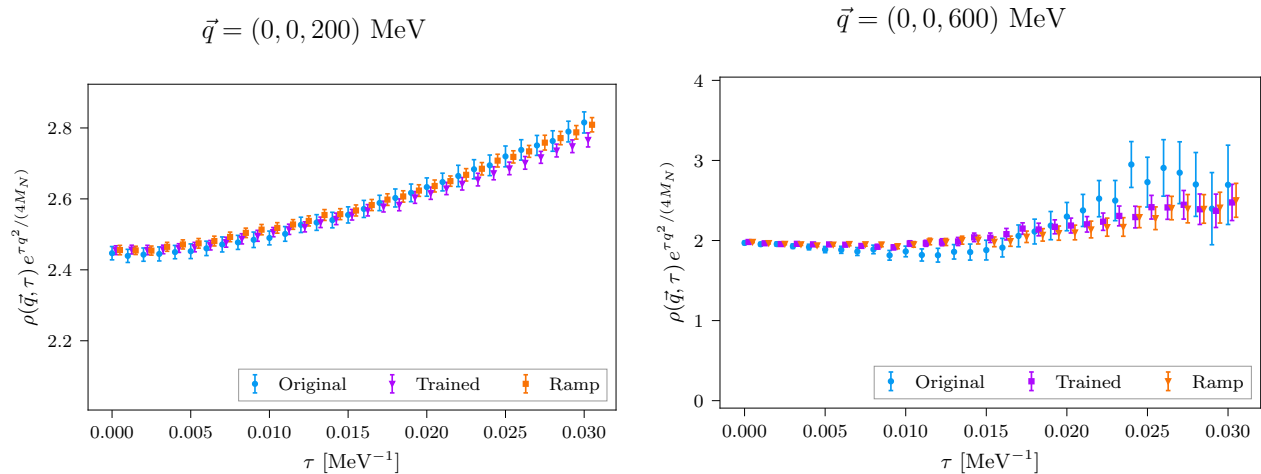 q⃗ = (0, 0, 200) MeV
ρ(q⃗, τ) e^{τ q²/(4M_N)}
2.8
2.6
2.4
2.2
Original Trained Ramp
0.000 0.005 0.010 0.015 0.020 0.025 0.030
τ [MeV⁻¹]
q⃗ = (0, 0, 600) MeV
ρ(q⃗, τ) e^{τ q²/(4M_N)}
4
3
2
1
0
Original Trained Ramp
0.000 0.005 0.010 0.015 0.020 0.025 0.030
τ [MeV⁻¹]